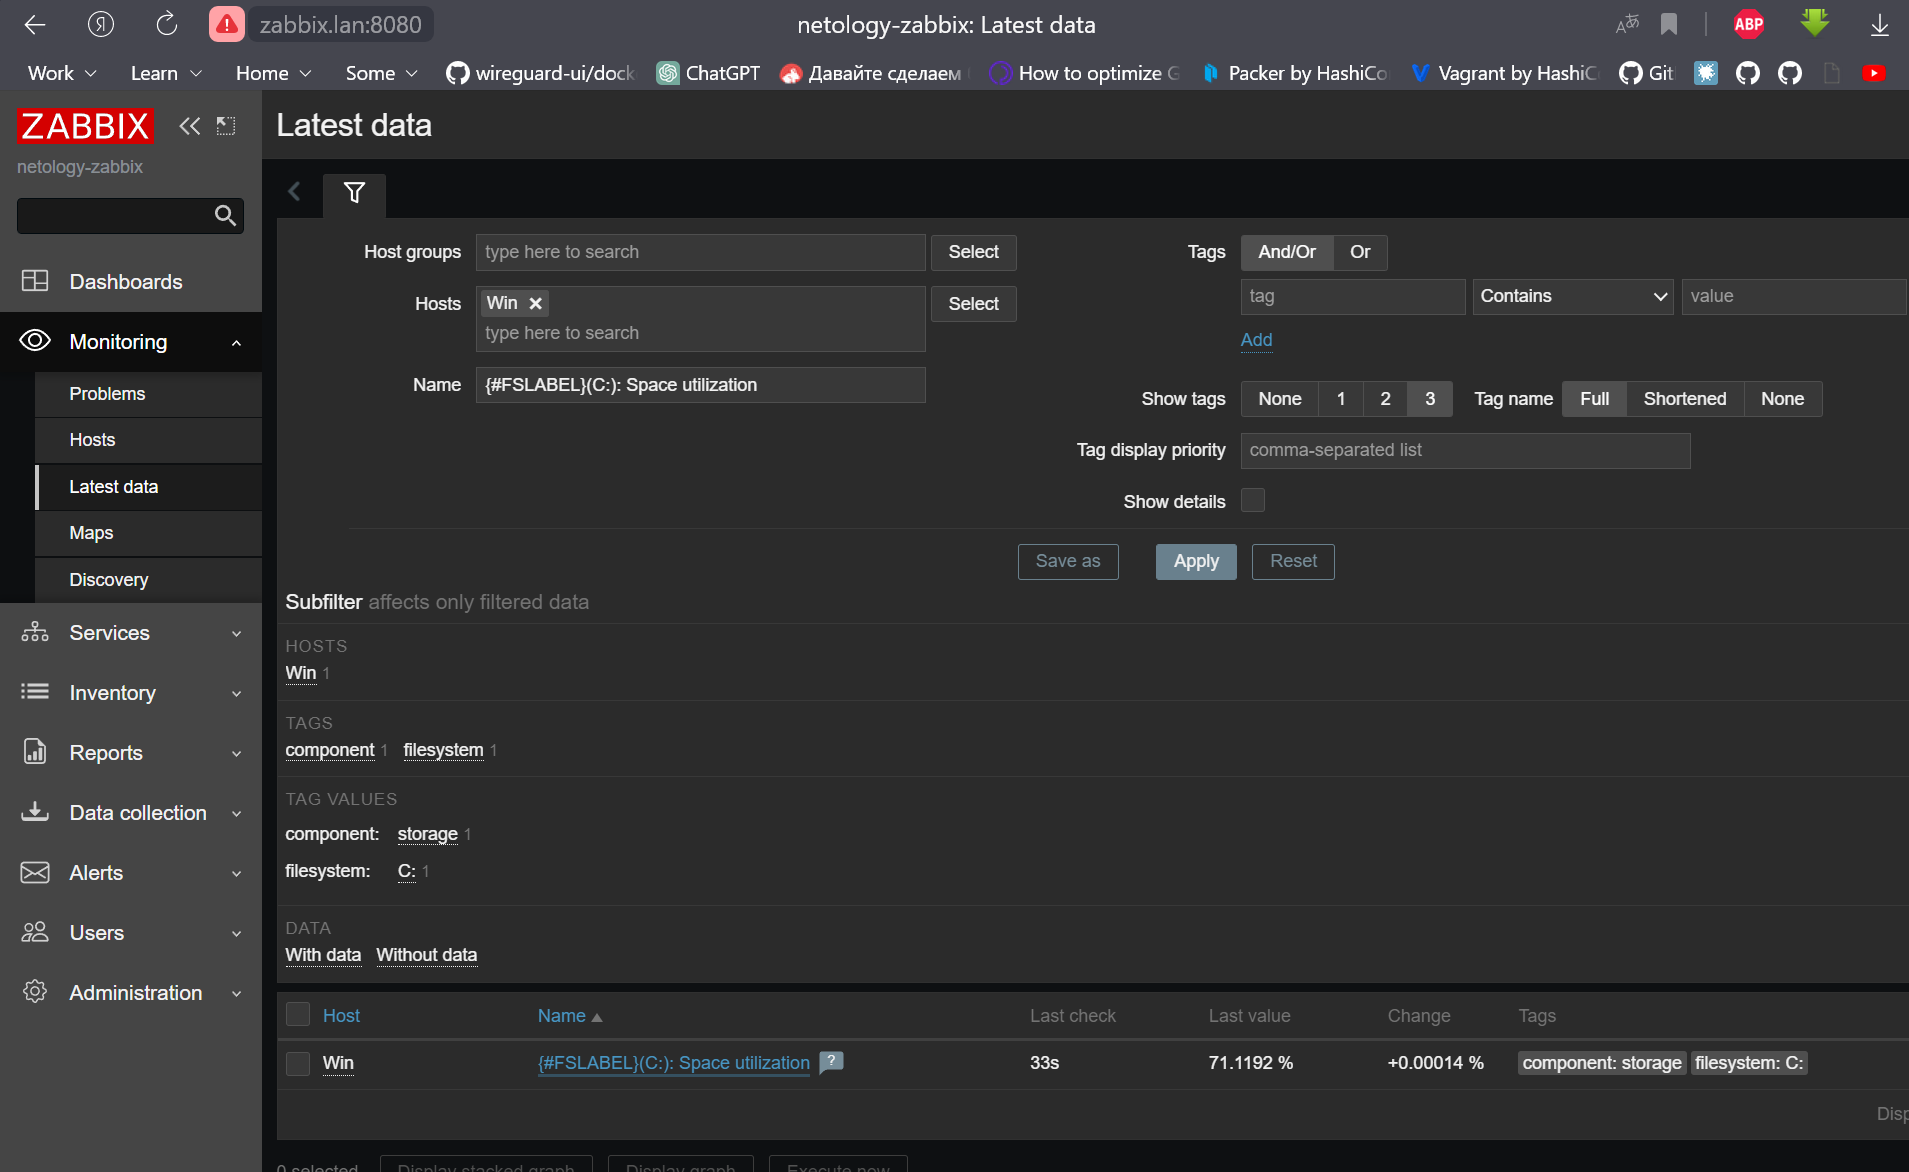 zabbix.lan:8080 netology-zabbix: Latest data ABP
Work Learn Home Some wireguard-ui/dock ChatGPT Давайте сделаем How to optimize Packer by HashiCo Vagrant by HashiC Git
ZABBIX
netology-zabbix
Dashboards
Monitoring
Problems
Hosts
Latest data
Maps
Discovery
Services
Inventory
Reports
Data collection
Alerts
Users
Administration
Latest data
Host groups type here to search Select
Hosts Win Select
type here to search
Name {#FSLABEL}(C:): Space utilization
Tags And/Or Or
tag Contains value
Add
Show tags None 1 2 3 Tag name Full Shortened None
Tag display priority comma-separated list
Show details
Save as Apply Reset
Subfilter affects only filtered data
HOSTS
Win 1
TAGS
component 1 filesystem 1
TAG VALUES
component: storage 1
filesystem: C: 1
DATA
With data Without data
Host Name Last check Last value Change Tags
Win {#FSLABEL}(C:): Space utilization ? 33s 71.1192 % +0.00014 % component: storage filesystem: C:
Disp
0 selected Display stacked graph Display graph Execute now